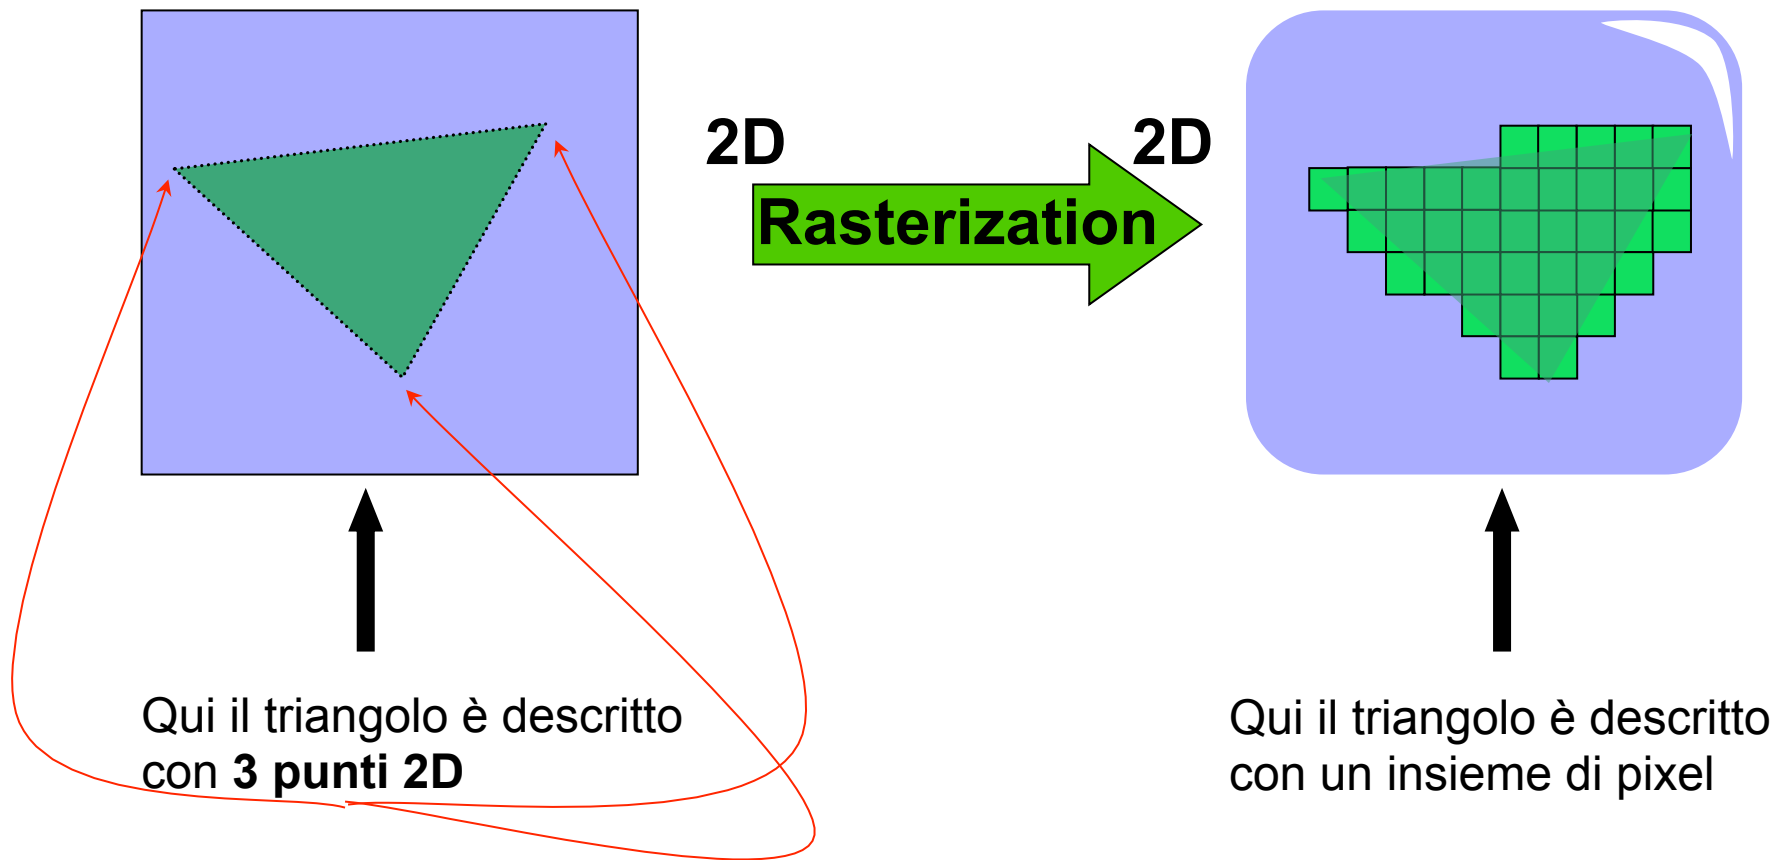 2D
2D
Rasterization
Qui il triangolo è descritto
con 3 punti 2D
Qui il triangolo è descritto
con un insieme di pixel